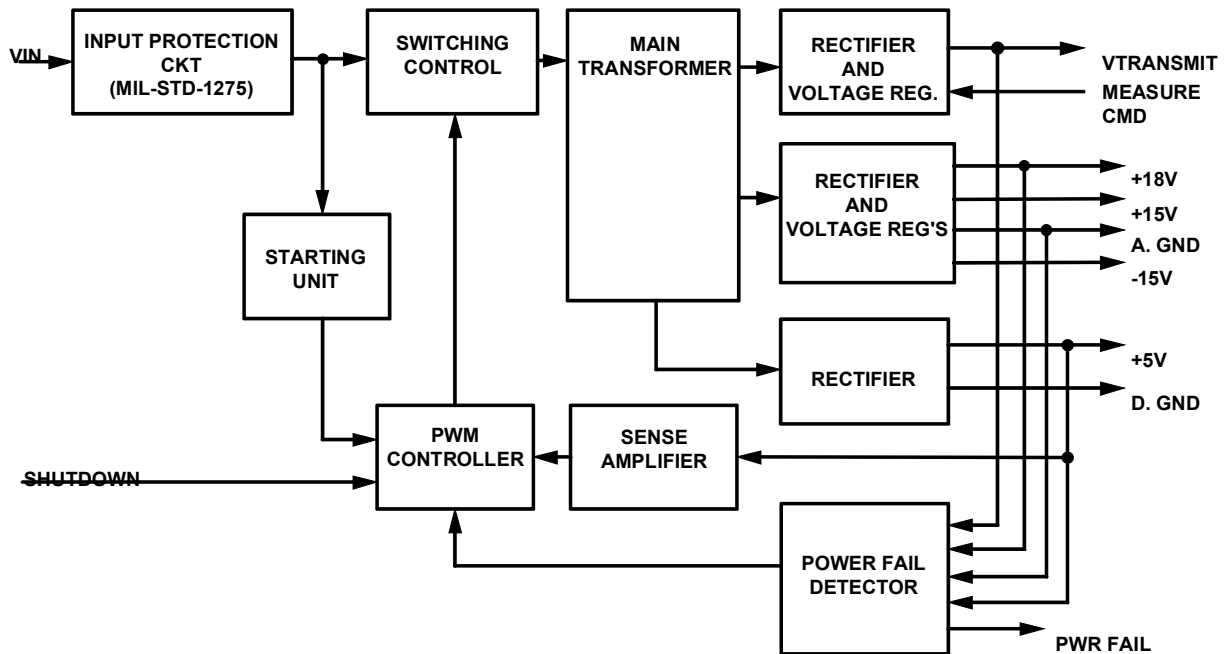 VIN
INPUT PROTECTION
CKT
(MIL-STD-1275)
SWITCHING
CONTROL
MAIN
TRANSFORMER
RECTIFIER
AND
VOLTAGE REG.
VTRANSMIT
MEASURE
CMD
RECTIFIER
AND
VOLTAGE REG'S
+18V
+15V
A. GND
-15V
STARTING
UNIT
RECTIFIER
+5V
D. GND
PWM
CONTROLLER
SENSE
AMPLIFIER
SHUTDOWN
POWER FAIL
DETECTOR
PWR FAIL